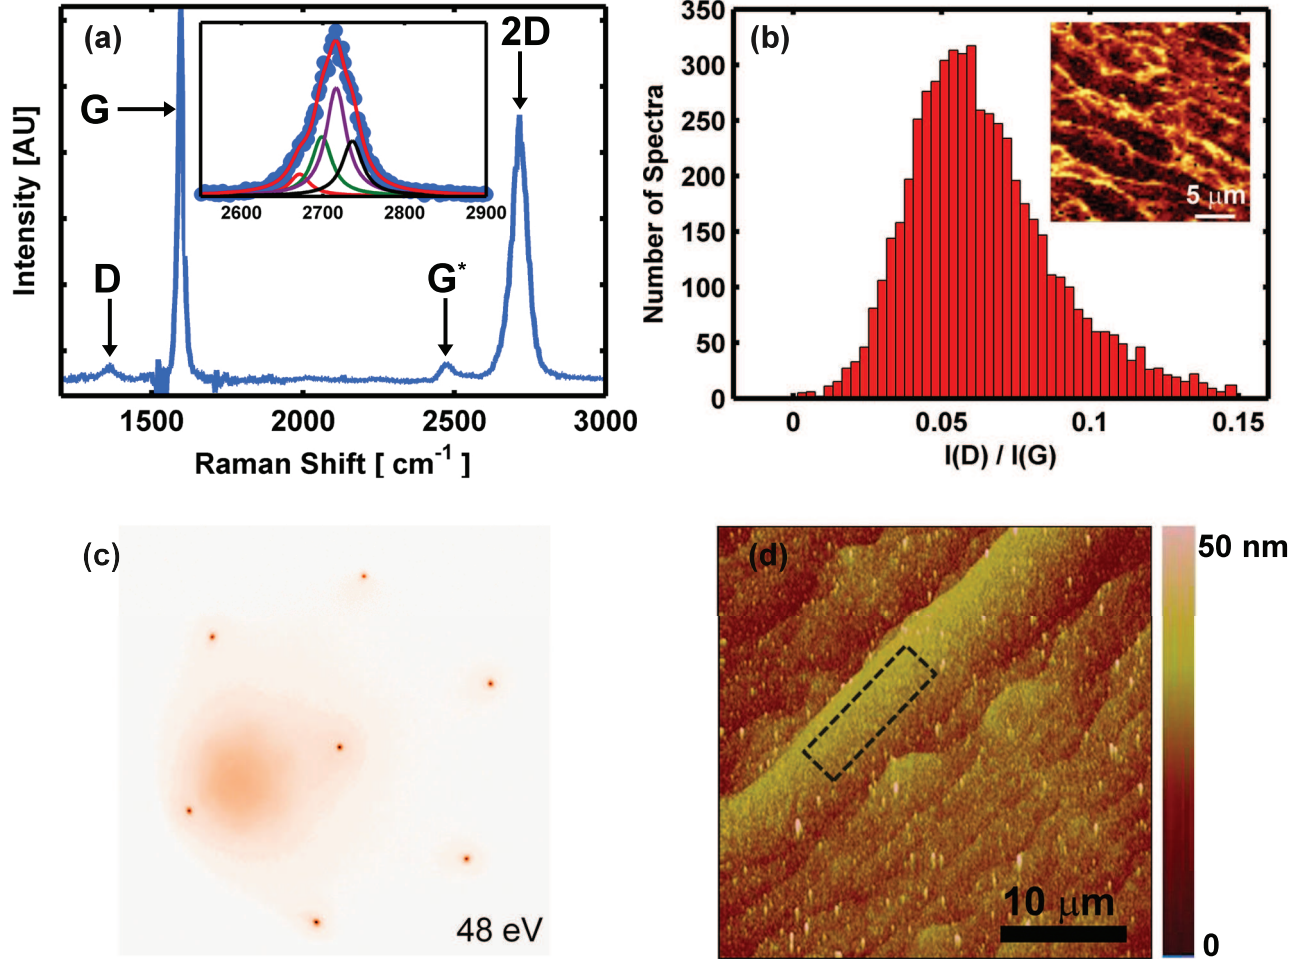 (a)
G
D
G*
2D
Intensity [AU]
2600 2700 2800 2900
1500 2000 2500 3000
Raman Shift [ cm-1 ]
(b)
350
300
250
200
150
100
50
0
Number of Spectra
5 μm
0 0.05 0.1 0.15
I(D) / I(G)
(c)
48 eV
(d)
10 μm
50 nm
0